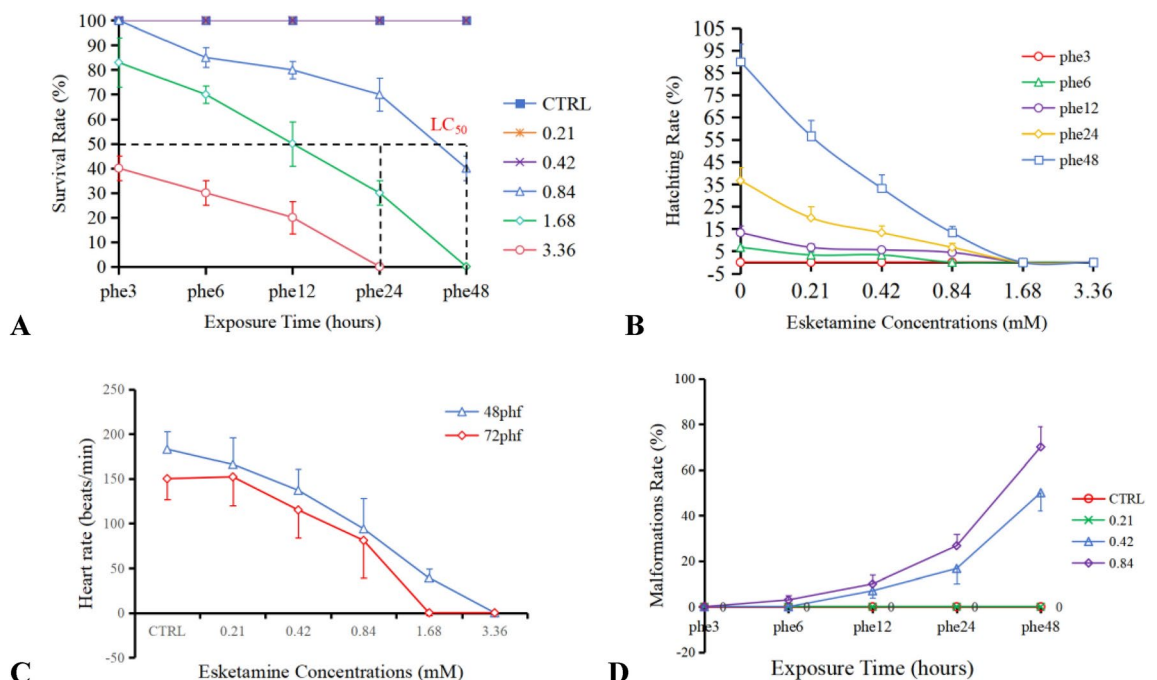 100
90
80
70
60
50
40
30
20
10
0
Survival Rate (%)
LC50
phe3 phe6 phe12 phe24 phe48
Exposure Time (hours)
CTRL
0.21
0.42
0.84
1.68
3.36
A
105
95
85
75
65
55
45
35
25
15
5
-5
Hatchting Rate (%)
0 0.21 0.42 0.84 1.68 3.36
Esketamine Concentrations (mM)
phe3
phe6
phe12
phe24
phe48
B
250
200
150
100
50
0
-50
Heart rate (beats/min)
CTRL 0.21 0.42 0.84 1.68 3.36
Esketamine Concentrations (mM)
48phf
72phf
C
100
80
60
40
20
0
-20
Malformations Rate (%)
0 0 0 0 0
phe3 phe6 phe12 phe24 phe48
Exposure Time (hours)
CTRL
0.21
0.42
0.84
D